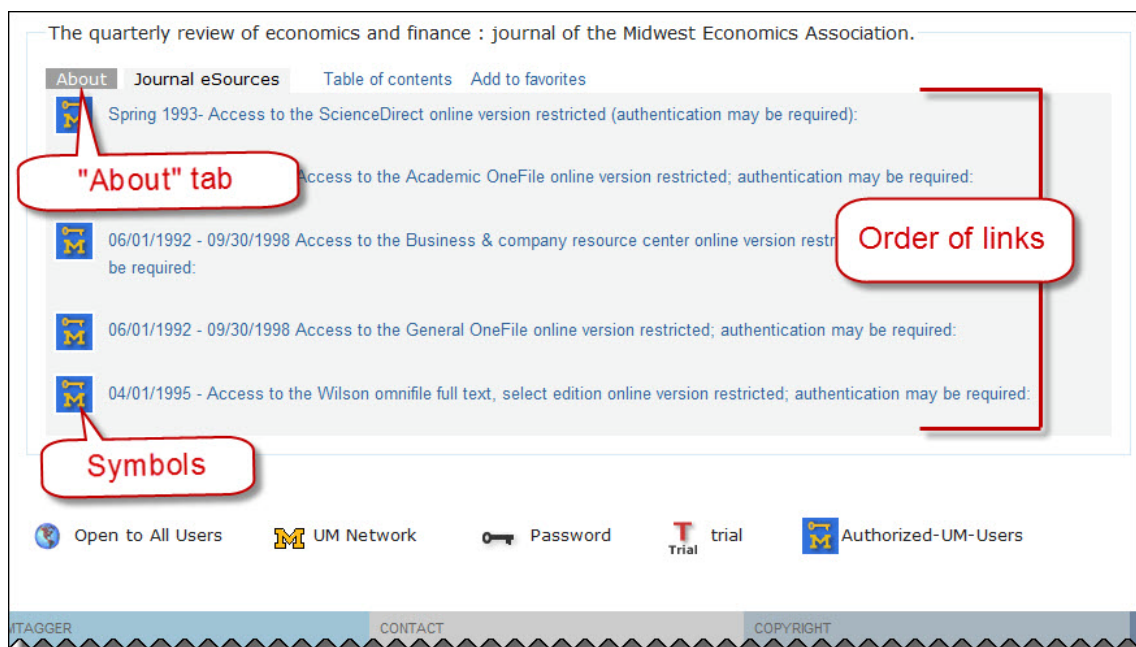 The quarterly review of economics and finance : journal of the Midwest Economics Association.
About Journal eSources Table of contents Add to favorites
Spring 1993- Access to the ScienceDirect online version restricted (authentication may be required):
"About" tab
Access to the Academic OneFile online version restricted; authentication may be required:
06/01/1992 - 09/30/1998 Access to the Business & company resource center online version restr
be required:
Order of links
06/01/1992 - 09/30/1998 Access to the General OneFile online version restricted; authentication may be required:
04/01/1995 - Access to the Wilson omnifile full text, select edition online version restricted; authentication may be required:
Symbols
Open to All Users M UM Network Password T Trial trial M Authorized-UM-Users
MTAGGER CONTACT COPYRIGHT